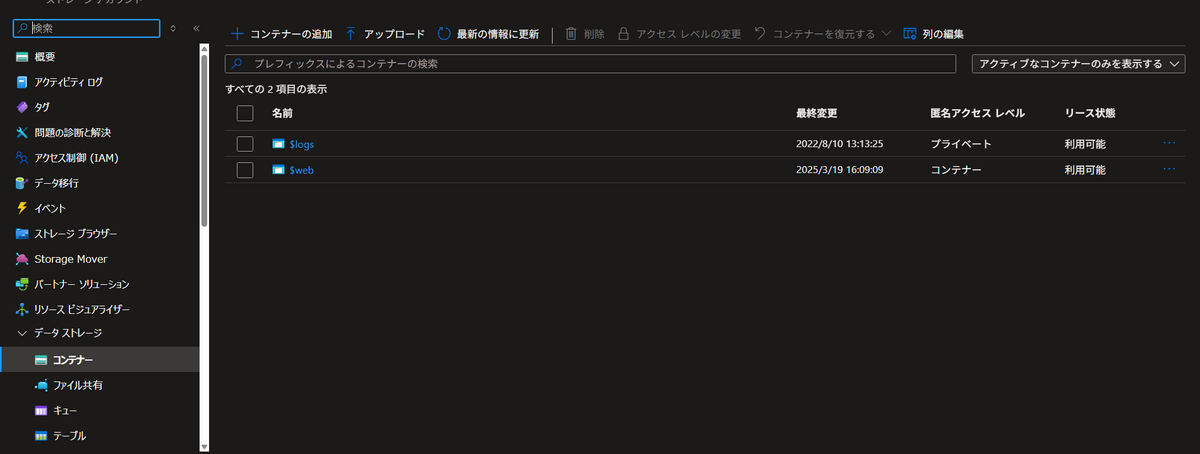 ストレージ アカウント
検索
コンテナーの追加 アップロード 最新の情報に更新 削除 アクセス レベルの変更 コンテナーを復元する 列の編集
概要
アクティビティ ログ
タグ
問題の診断と解決
アクセス制御 (IAM)
データ移行
イベント
ストレージ ブラウザー
Storage Mover
パートナー ソリューション
リソース ビジュアライザー
データ ストレージ
コンテナー
ファイル共有
キュー
テーブル
プレフィックスによるコンテナーの検索 アクティブなコンテナーのみを表示する
すべての 2 項目の表示
名前 最終変更 匿名アクセス レベル リース状態
$logs 2022/8/10 13:13:25 プライベート 利用可能 ...
$web 2025/3/19 16:09:09 コンテナー 利用可能 ...